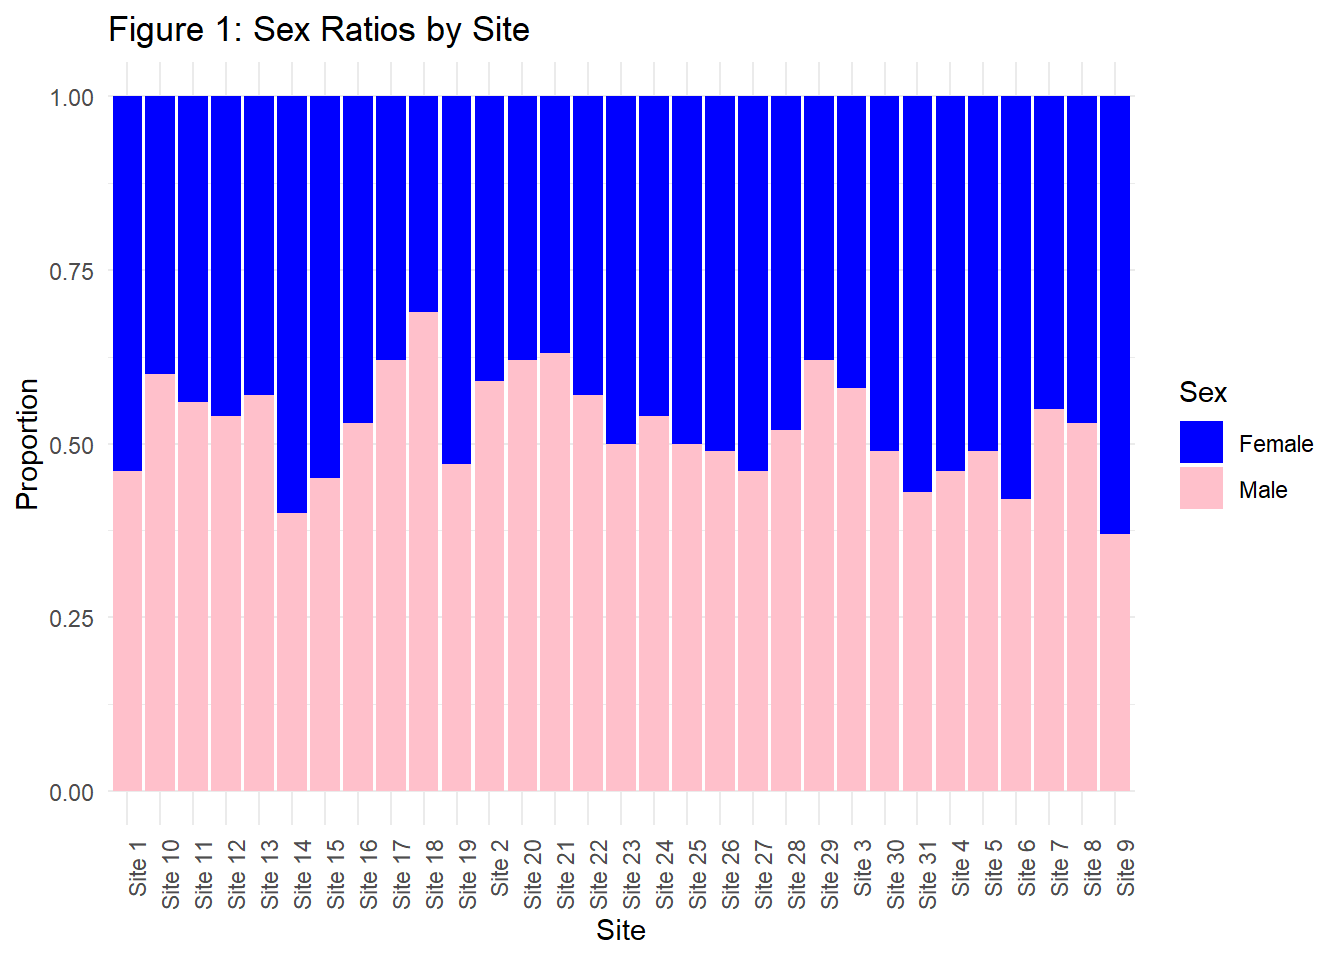 Figure 1: Sex Ratios by Site
1.00
0.75
0.50
0.25
0.00
Proportion
Site 1
Site 10
Site 11
Site 12
Site 13
Site 14
Site 15
Site 16
Site 17
Site 18
Site 19
Site 2
Site 20
Site 21
Site 22
Site 23
Site 24
Site 25
Site 26
Site 27
Site 28
Site 29
Site 3
Site 30
Site 31
Site 4
Site 5
Site 6
Site 7
Site 8
Site 9
Site
Sex
Female
Male